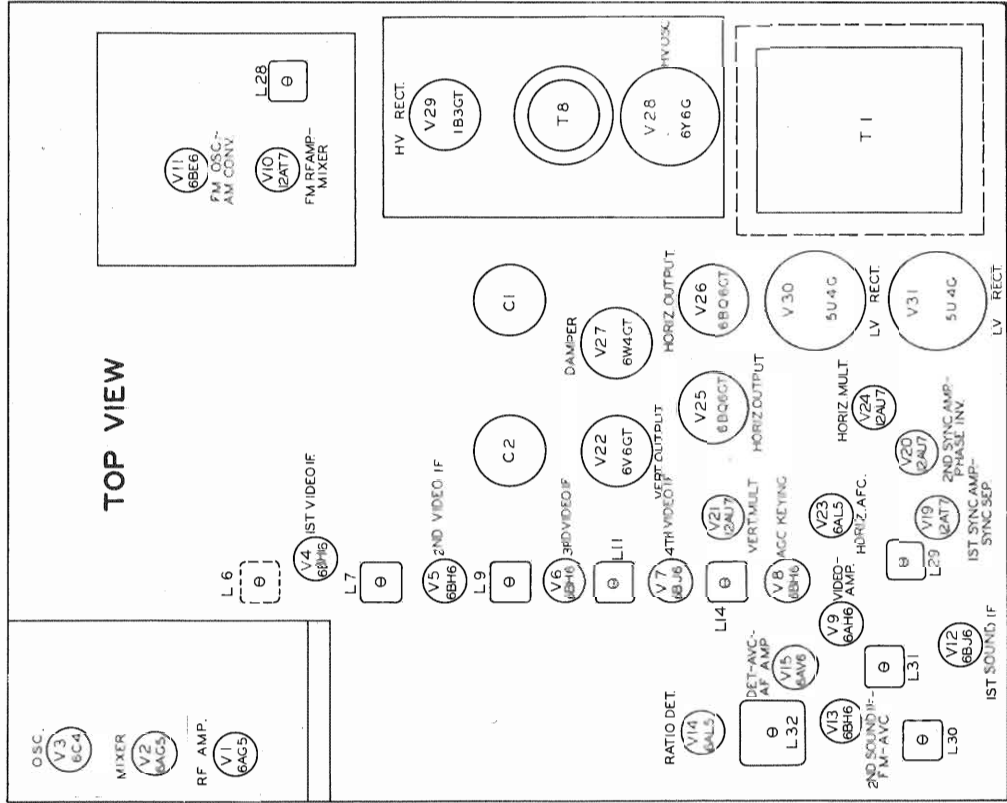 TOP VIEW
OSC.
V3
6C4
MIXER
V2
6AG5
RF AMP.
V1
6AG5
L6
V4
6BH6
1ST VIDEO IF
L7
V5
6BH6
2ND VIDEO IF
L9
V6
6BH6
3RD VIDEO IF
L11
V7
6BJ6
4TH VIDEO IF
L14
V8
6BH6
AGC KEYING
V9
6AH6
VIDEO-
AMP.
V11
6BE6
FM OSC.-
AM CONV.
V10
12AT7
FM RF AMP-
MIXER
L28
HV RECT.
V29
1B3GT
T8
HV OSC
V28
6Y6G
T1
C1
C2
DAMPER
V27
6W4GT
V22
6V6GT
VERT OUTPUT
HORIZ OUTPUT
V26
6BQ6GT
V25
6BQ6GT
HORIZ OUTPUT
V30
5U4G
LV RECT.
V31
5U4G
LV RECT.
V21
12AU7
VERT MULT
V23
6AL5
HORIZ. AFC.
HORIZ MULT
V24
12AU7
V20
12AU7
2ND SYNC AMP-
PHASE INV.
V19
12AT7
1ST SYNC AMP.-
SYNC SEP.
L29
RATIO DET.
V14
6AL5
DET-AVC-
AF AMP
V15
6AV6
L32
V13
6BH6
2ND SOUND IF-
FM-AVC
L31
L30
V12
6BJ6
1ST SOUND IF